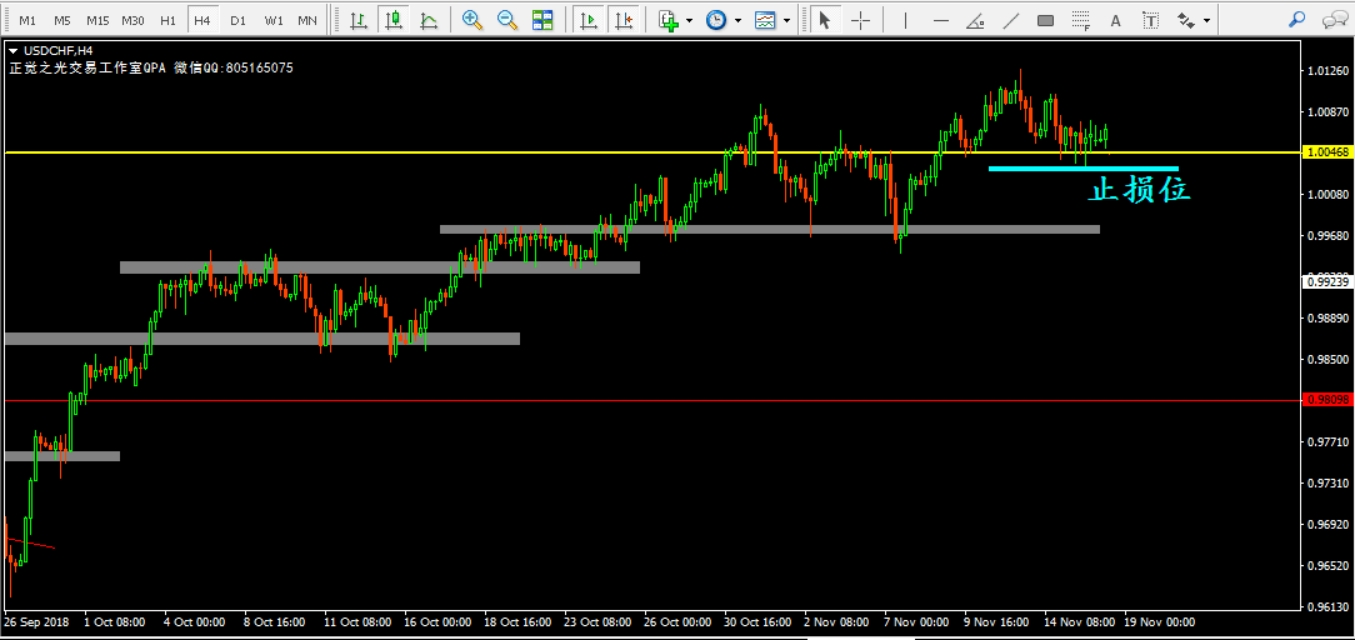 M1 M5 M15 M30 H1 H4 D1 W1 MN
USDCHF,H4
正觉之光交易工作室QPA 微信QQ:805165075
1.01260
1.00870
1.00468
止损位
1.00080
0.99680
0.99239
0.98890
0.98500
0.98098
0.97710
0.97310
0.96920
0.96520
0.96130
26 Sep 2018 1 Oct 08:00 4 Oct 00:00 8 Oct 16:00 11 Oct 08:00 16 Oct 00:00 18 Oct 16:00 23 Oct 08:00 26 Oct 00:00 30 Oct 16:00 2 Nov 08:00 7 Nov 00:00 9 Nov 16:00 14 Nov 08:00 19 Nov 00:00